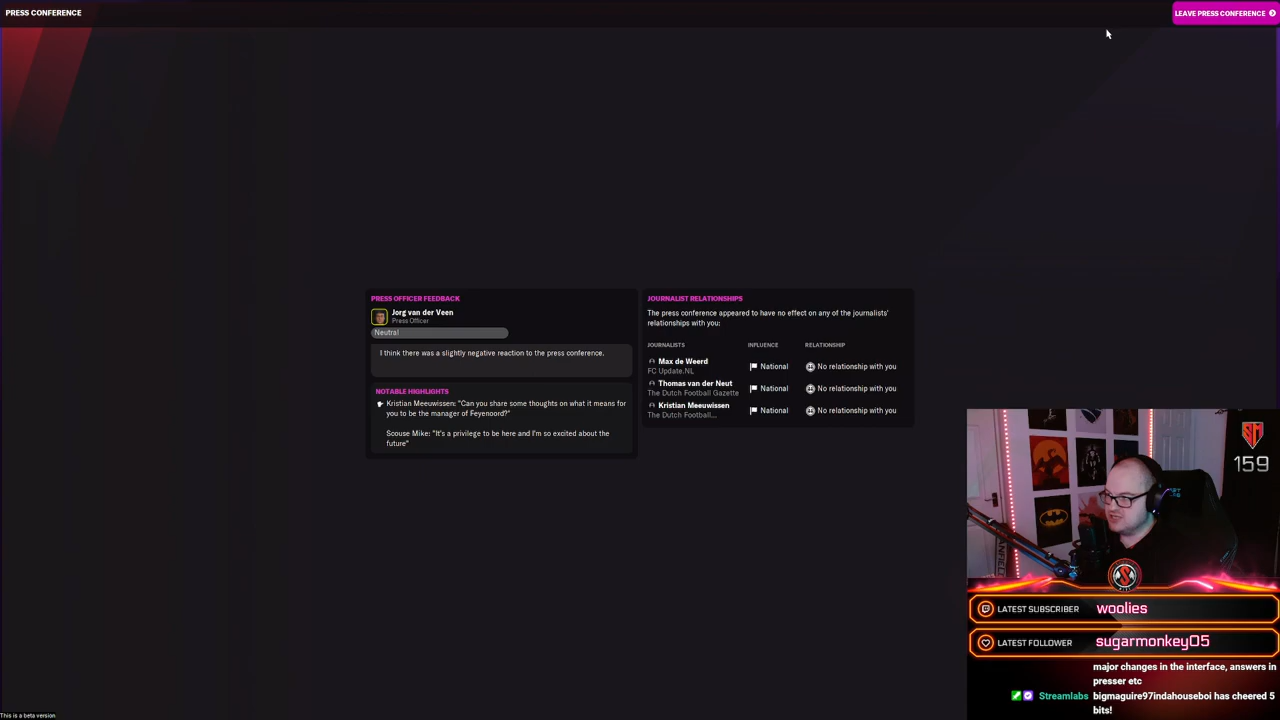 PRESS CONFERENCE
LEAVE PRESS CONFERENCE
PRESS OFFICER FEEDBACK
Jorg van der Veen
Press Officer
Neutral
I think there was a slightly negative reaction to the press conference.
NOTABLE HIGHLIGHTS
Kristian Meeuwissen: "Can you share some thoughts on what it means for
you to be the manager of Feyenoord?"
Scouse Mike: "It's a privilege to be here and I'm so excited about the
future"
JOURNALIST RELATIONSHIPS
The press conference appeared to have no effect on any of the journalists'
relationships with you:
JOURNALISTS INFLUENCE RELATIONSHIP
Max de Weerd
FC Update.NL
National
No relationship with you
Thomas van der Neut
The Dutch Football Gazette
National
No relationship with you
Kristian Meeuwissen
The Dutch Football...
National
No relationship with you
SM
159
LATEST SUBSCRIBER woolies
LATEST FOLLOWER sugarmonkey05
major changes in the interface, answers in
presser etc
Streamlabs bigmaguire97indahouseboi has cheered 5
bits!
This is a beta version